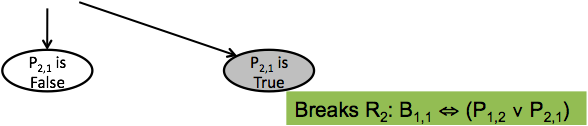 P₂,₁ is
False
P₂,₁ is
True
Breaks R₂: B₁,₁ ⇔ (P₁,₂ v P₂,₁)